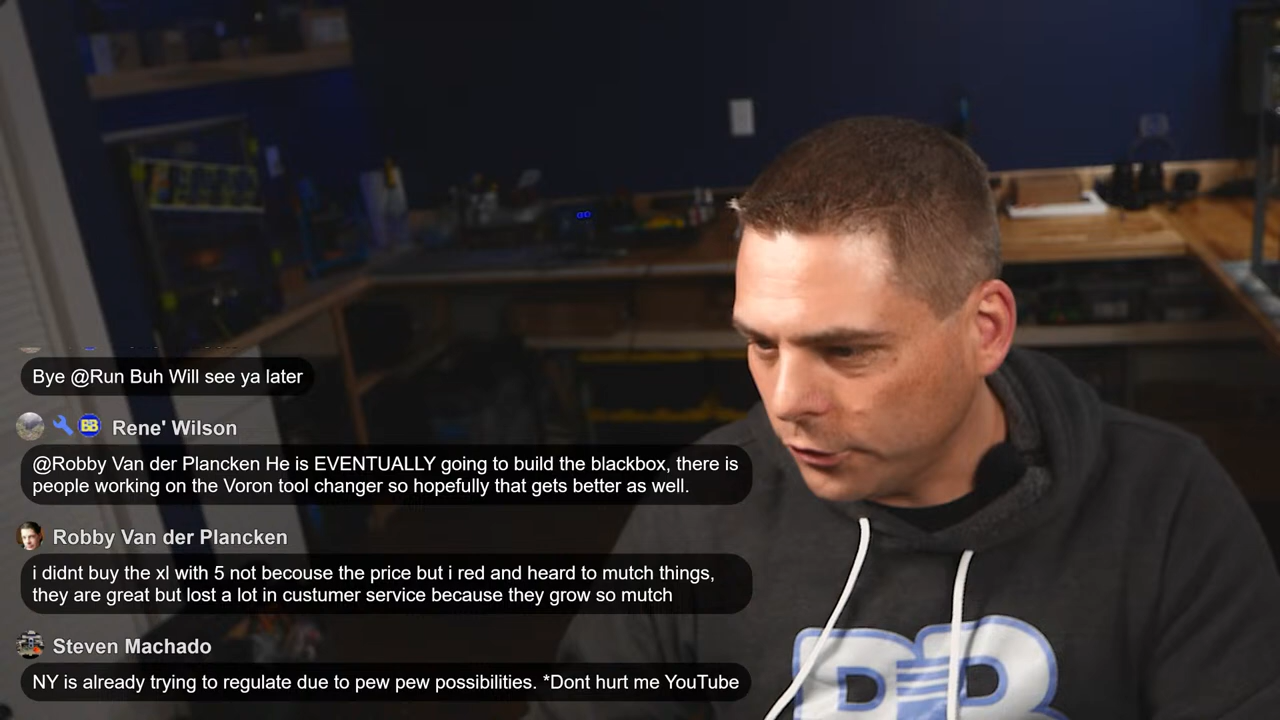 Bye @Run Buh Will see ya later
BB Rene' Wilson
@Robby Van der Plancken He is EVENTUALLY going to build the blackbox, there is
people working on the Voron tool changer so hopefully that gets better as well.
Robby Van der Plancken
i didnt buy the xl with 5 not becouse the price but i red and heard to mutch things,
they are great but lost a lot in custumer service because they grow so mutch
Steven Machado
NY is already trying to regulate due to pew pew possibilities. *Dont hurt me YouTube
BB